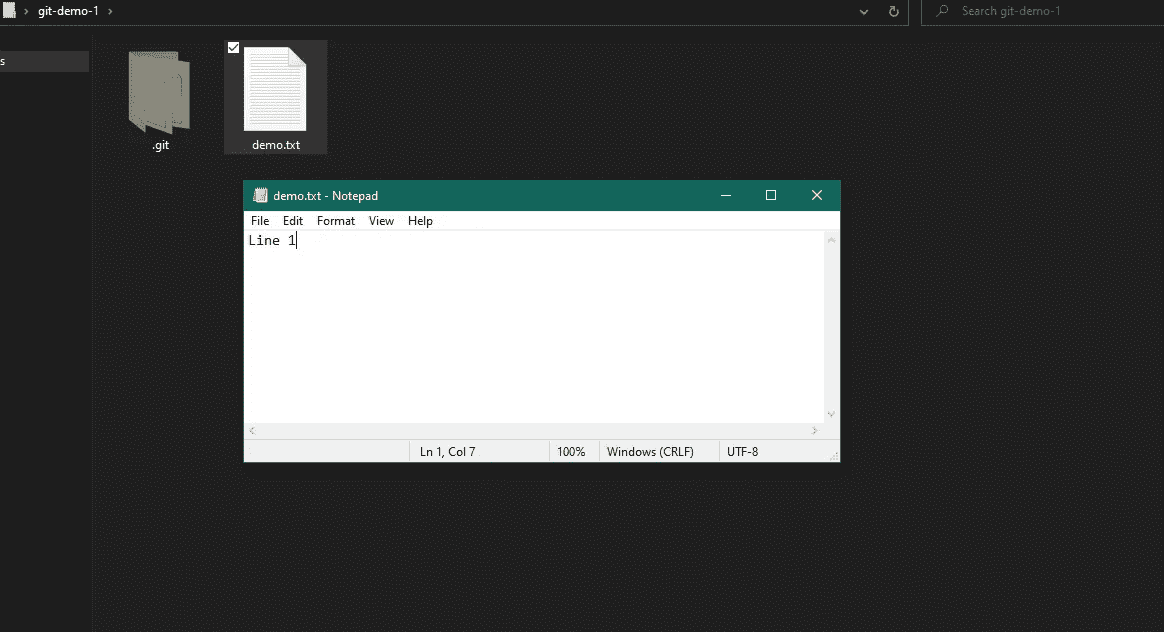 git-demo-1
Search git-demo-1
s
.git
demo.txt
demo.txt - Notepad
File Edit Format View Help
Line 1
Ln 1, Col 7 100% Windows (CRLF) UTF-8